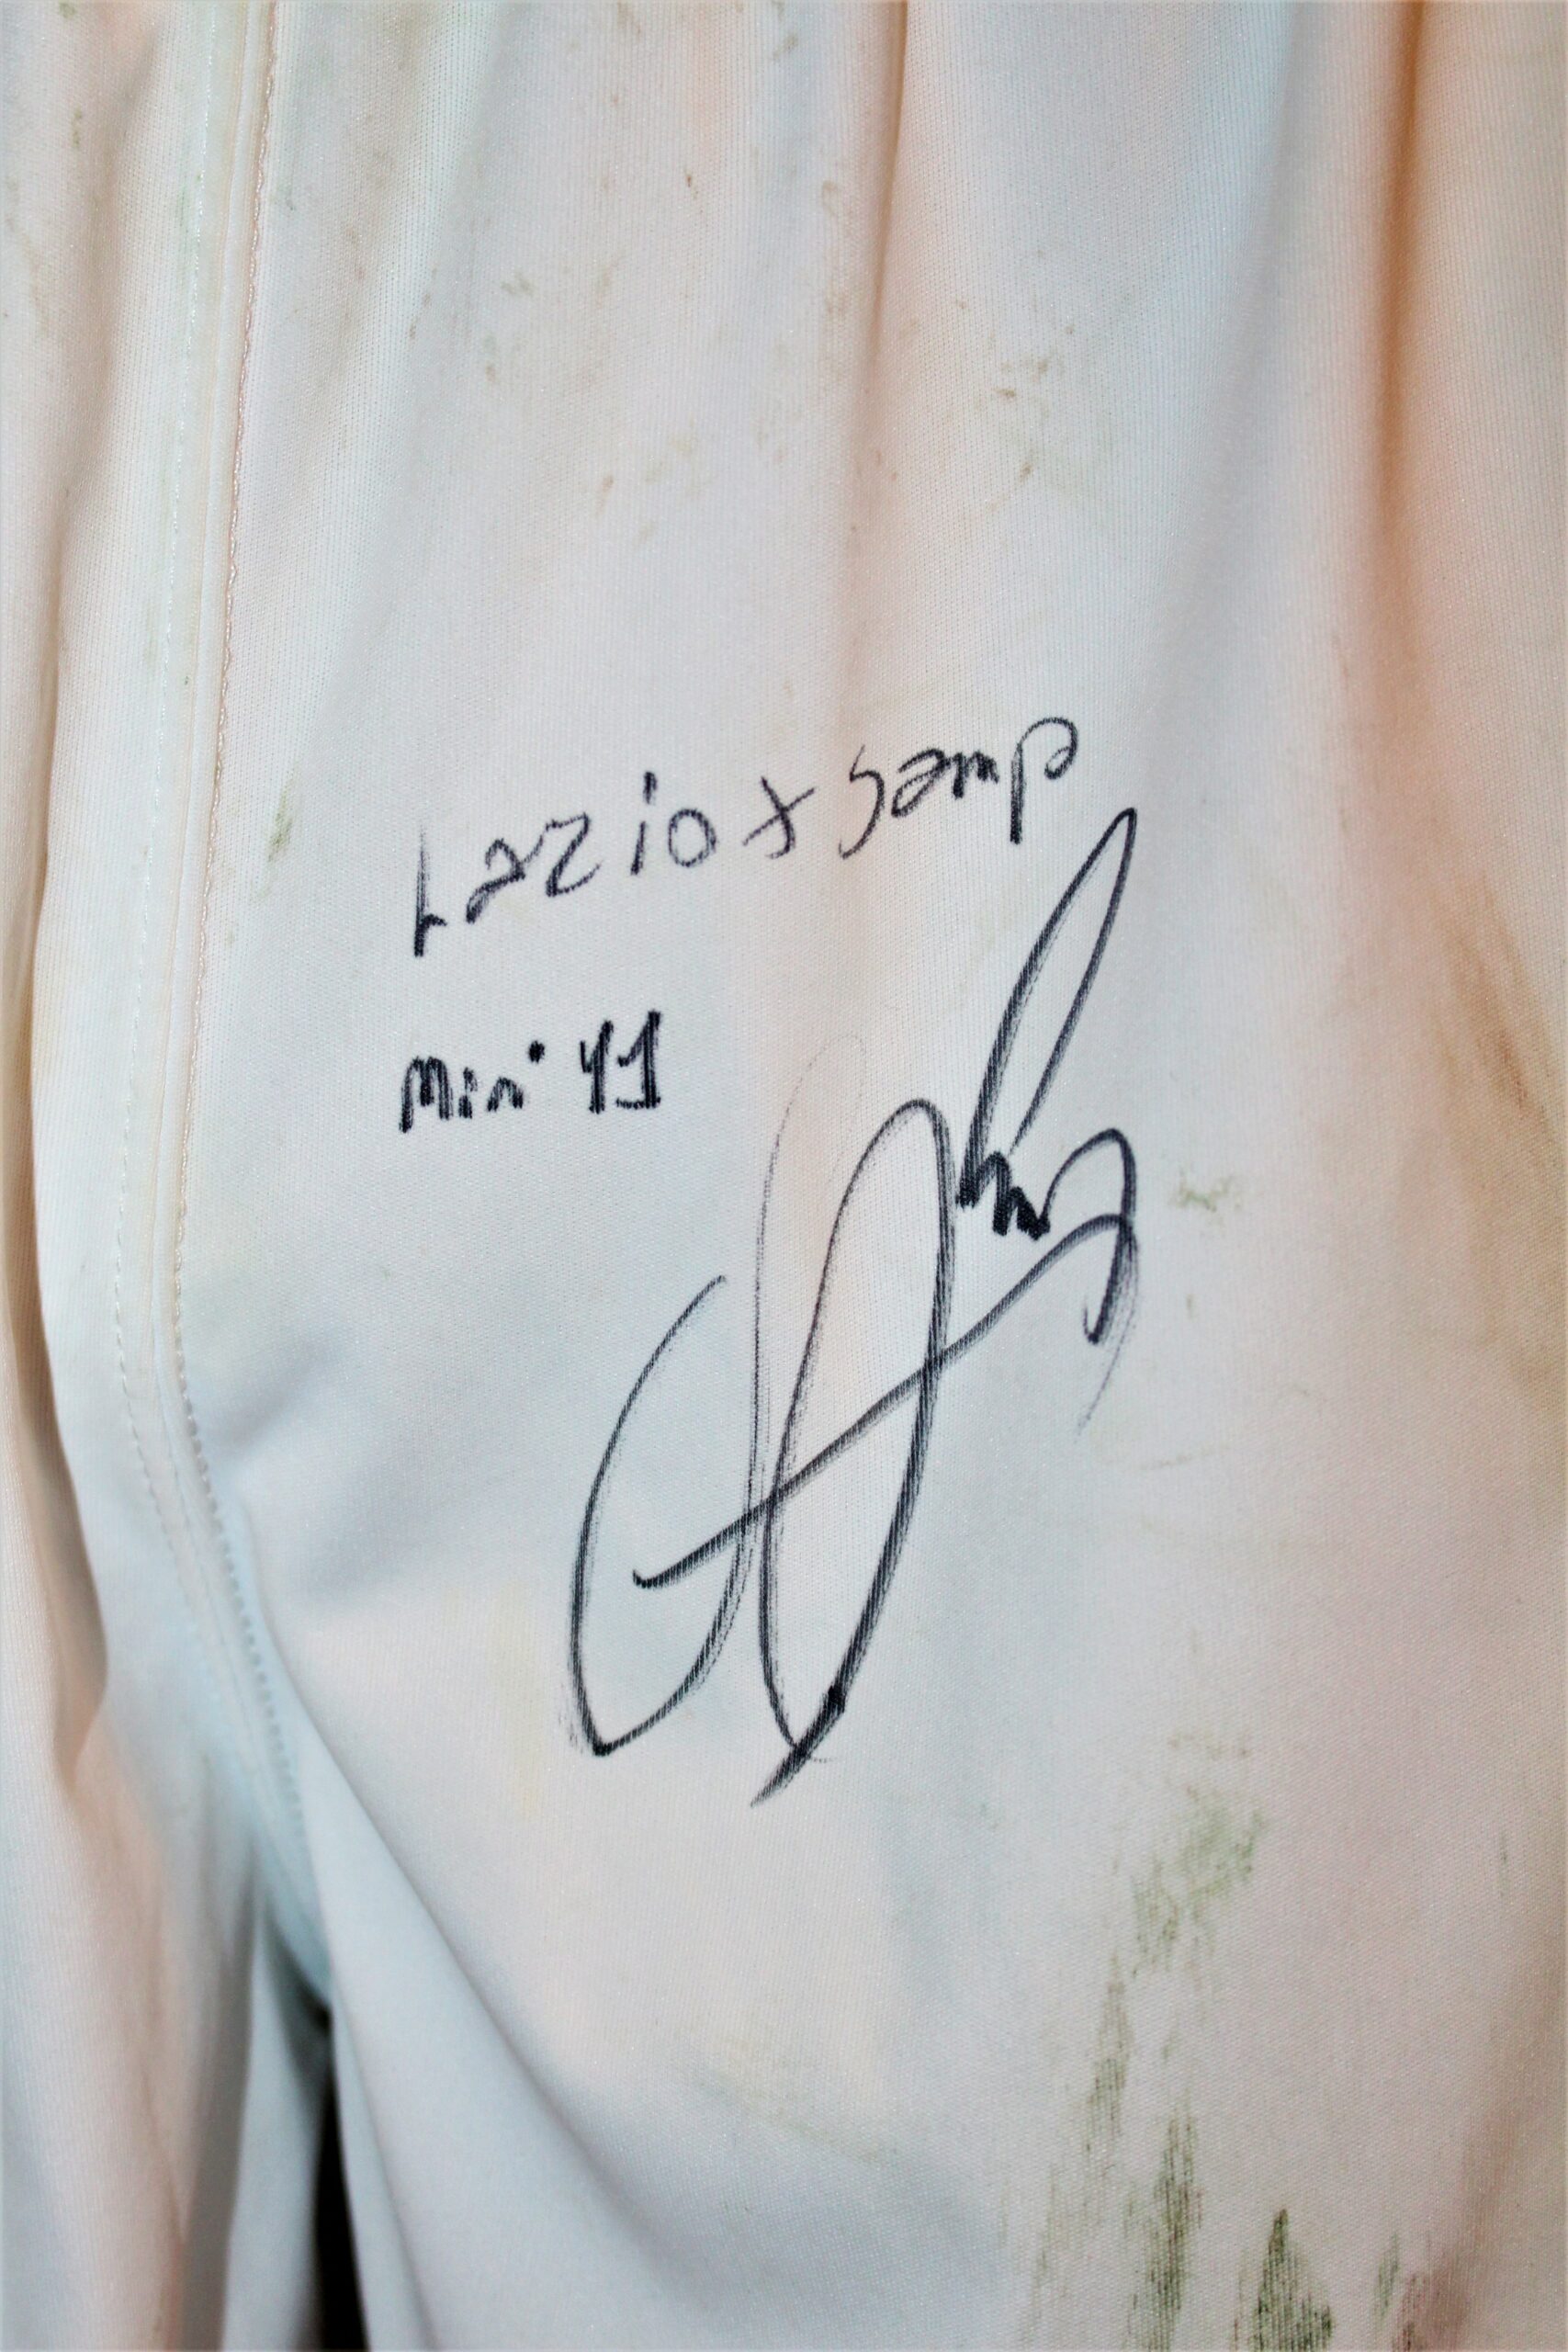 Lazio x Samp
Min. 41